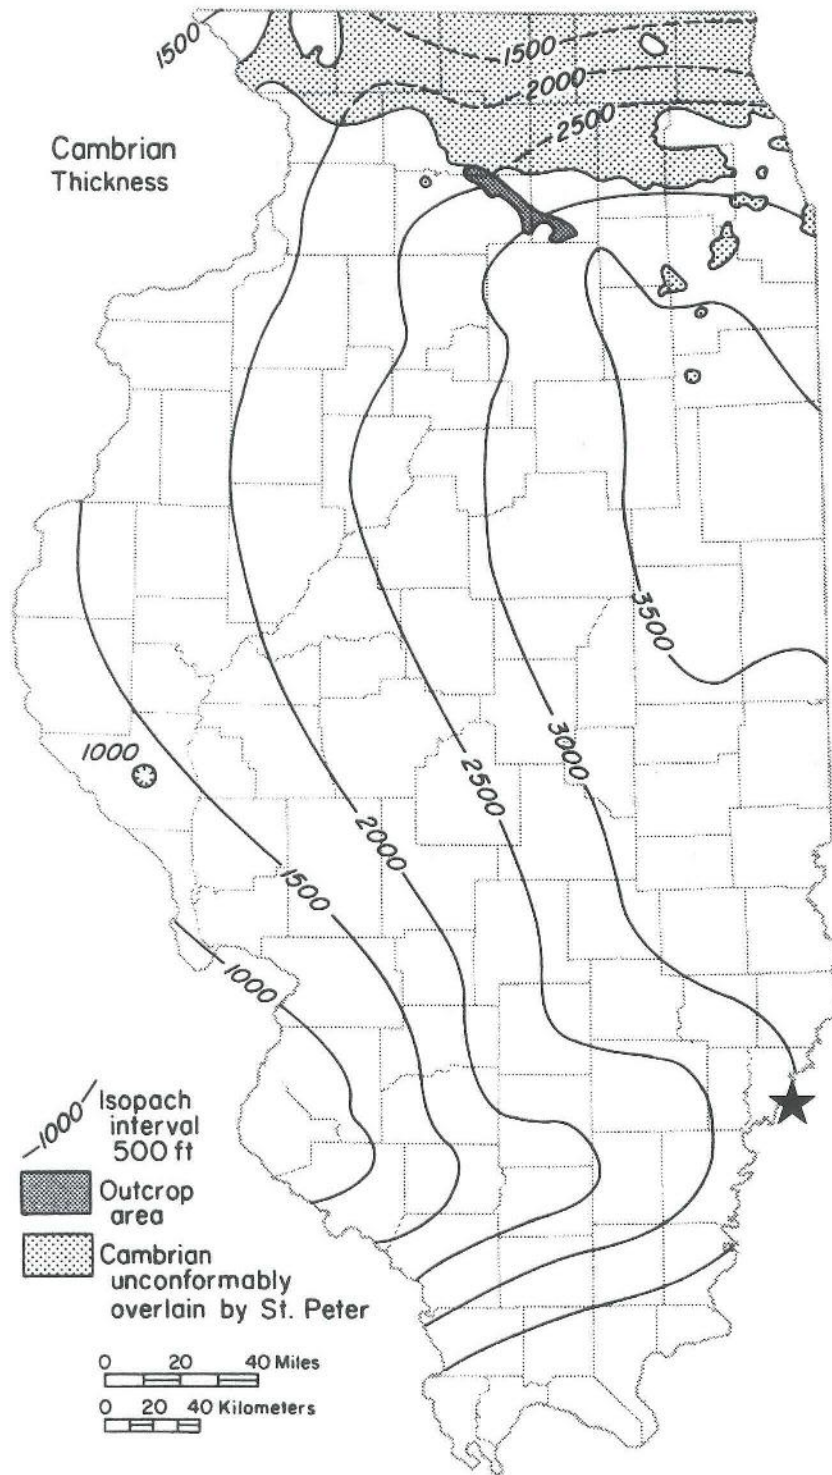 1500
1500
2000
2500
Cambrian
Thickness
3500
3000
1000
2500
2000
1500
1000
1000
Isopach
interval
500 ft
Outcrop
area
Cambrian
unconformably
overlain by St. Peter
0 20 40 Miles
0 20 40 Kilometers